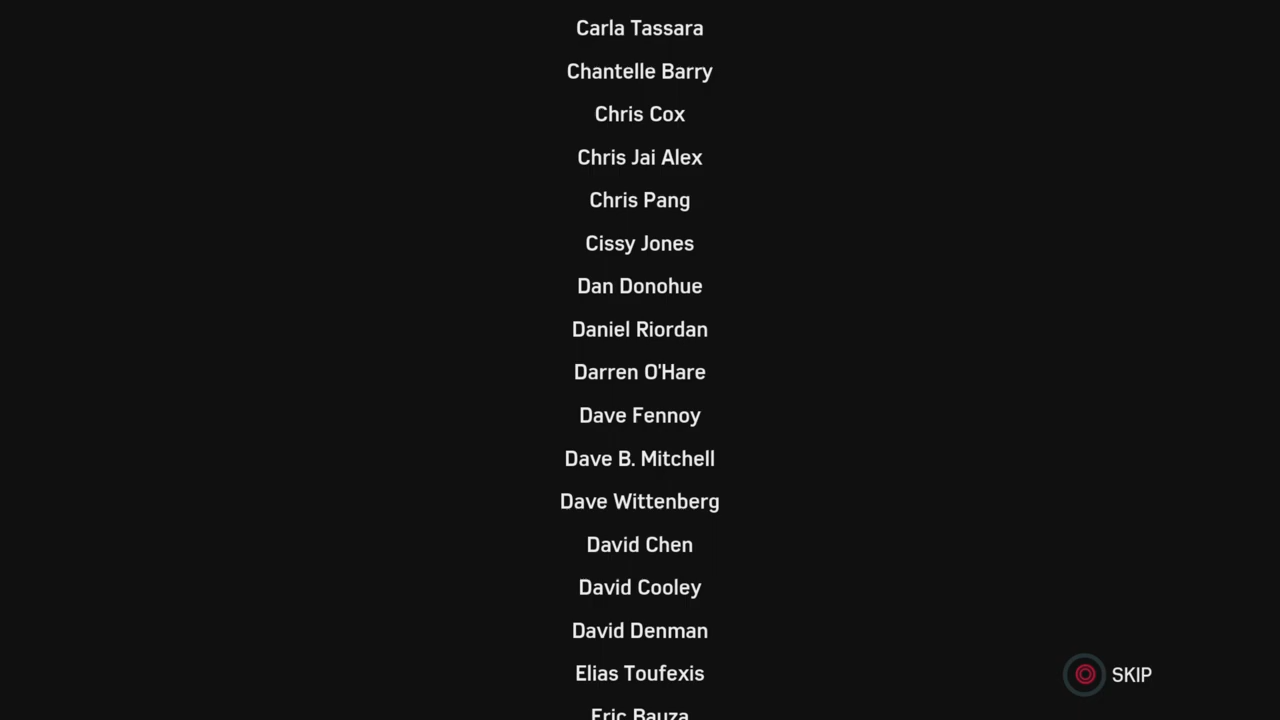 Carla Tassara
Chantelle Barry
Chris Cox
Chris Jai Alex
Chris Pang
Cissy Jones
Dan Donohue
Daniel Riordan
Darren O'Hare
Dave Fennoy
Dave B. Mitchell
Dave Wittenberg
David Chen
David Cooley
David Denman
Elias Toufexis
SKIP
Eric Bauza